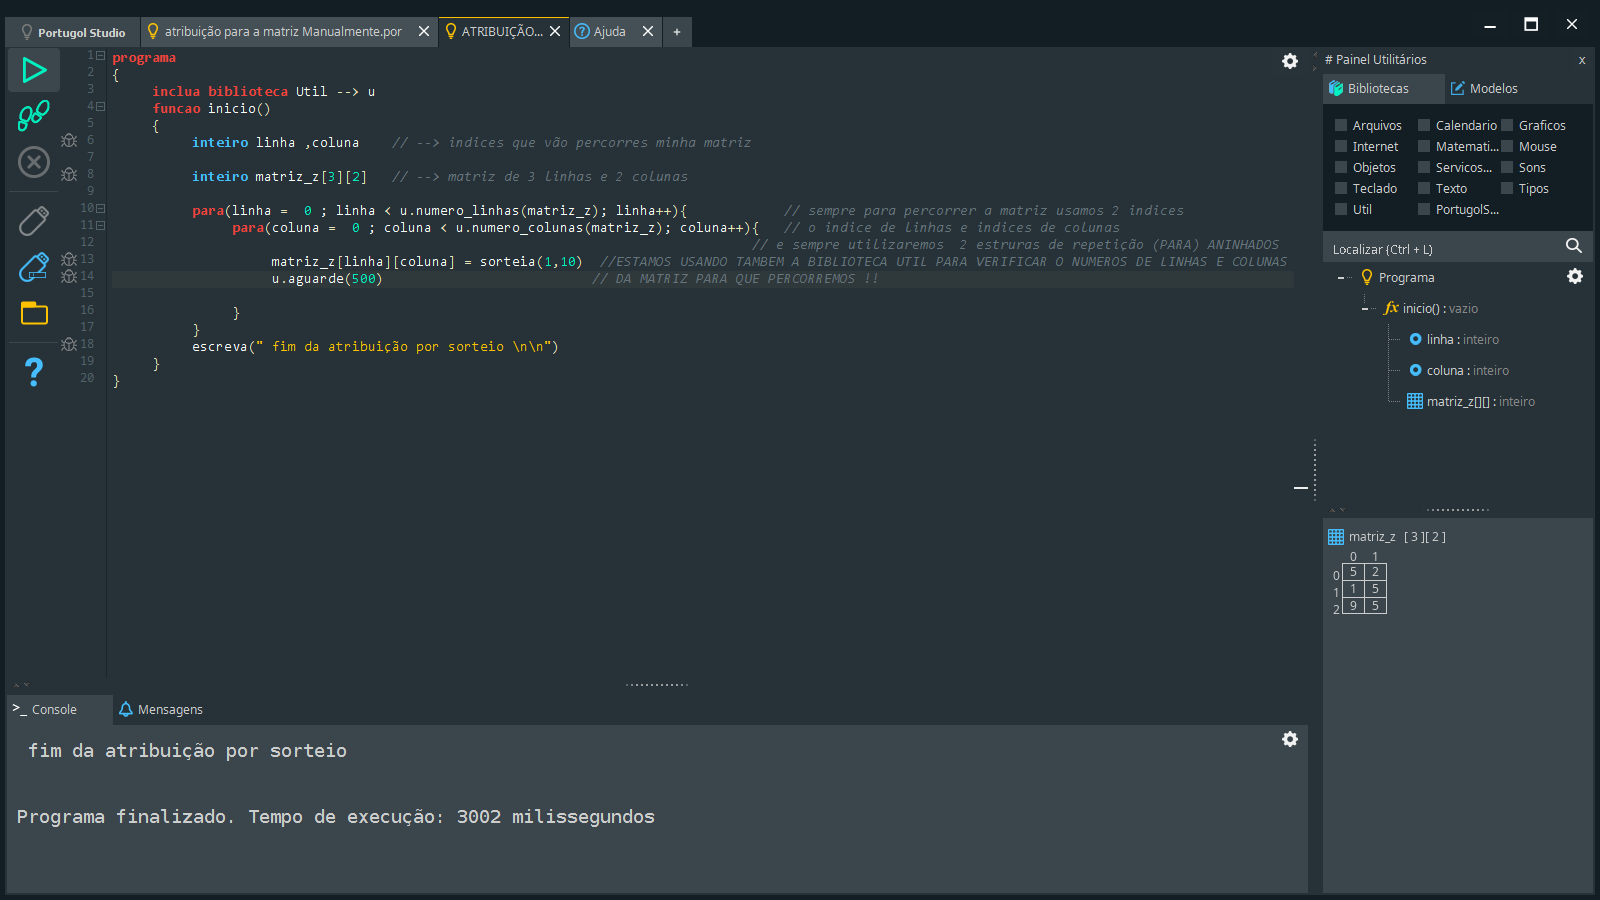 Portugol Studio
atribuição para a matriz Manualmente.por
ATRIBUIÇÃO...
Ajuda
+
1 programa
2 {
3 inclua biblioteca Util --> u
4 funcao inicio()
5 {
6 inteiro linha ,coluna // --> indices que vão percorres minha matriz
7
8 inteiro matriz_z[3][2] // --> matriz de 3 linhas e 2 colunas
9
10 para(linha = 0 ; linha < u.numero_linhas(matriz_z); linha++){ // sempre para percorrer a matriz usamos 2 indices
11 para(coluna = 0 ; coluna < u.numero_colunas(matriz_z); coluna++){ // o indice de linhas e indices de colunas
12 // e sempre utilizaremos 2 estruras de repetição (PARA) ANINHADOS
13 matriz_z[linha][coluna] = sorteia(1,10) //ESTAMOS USANDO TAMBEM A BIBLIOTECA UTIL PARA VERIFICAR O NUMEROS DE LINHAS E COLUNAS
14 u.aguarde(500) // DA MATRIZ PARA QUE PERCORREMOS !!
15
16 }
17 }
18 escreva(" fim da atribuição por sorteio \n\n")
19 }
20 }
# Painel Utilitários
x
Bibliotecas
Modelos
Arquivos Calendario Graficos
Internet Matemati... Mouse
Objetos Servicos... Sons
Teclado Texto Tipos
Util PortugolS...
Localizar (Ctrl + L)
Programa
fx inicio() : vazio
linha : inteiro
coluna : inteiro
matriz_z[][] : inteiro
matriz_z [ 3 ][ 2 ]
0 1
0 5 2
1 1 5
2 9 5
>_ Console
Mensagens
fim da atribuição por sorteio
Programa finalizado. Tempo de execução: 3002 milissegundos